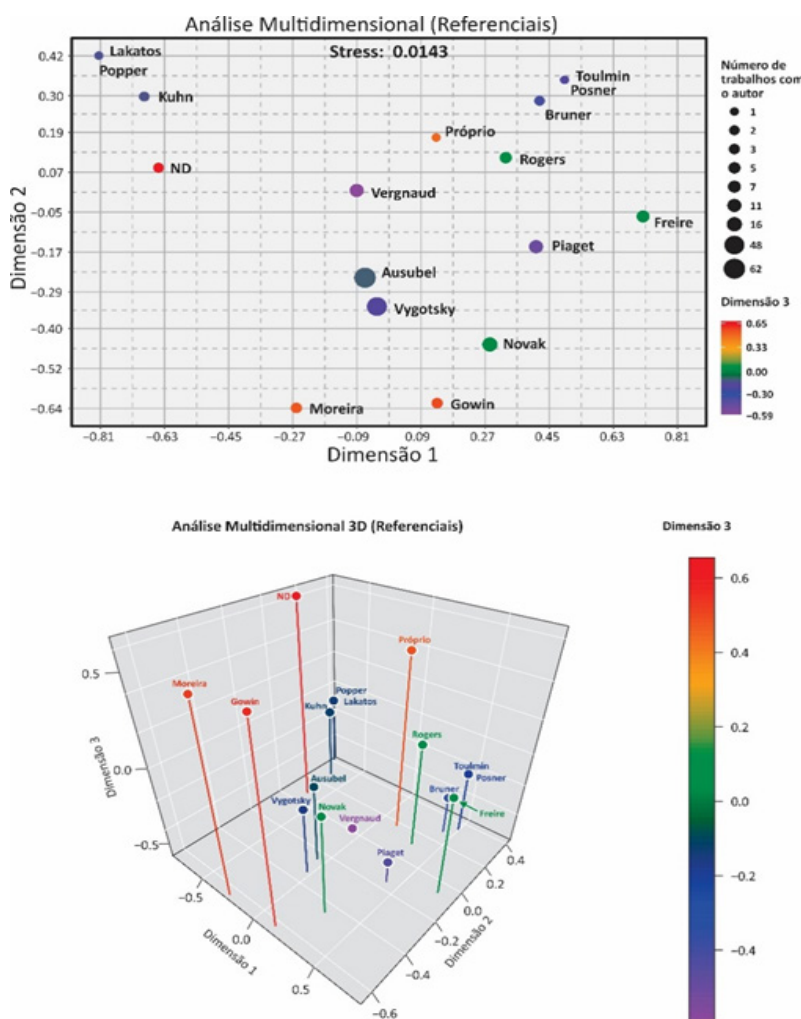 Análise Multidimensional (Referenciais)
Stress: 0.0143
Dimensão 2
0.42
0.30
0.19
0.07
−0.05
−0.17
−0.29
−0.40
−0.52
−0.64
Lakatos
Popper
Kuhn
ND
Toulmin
Posner
Bruner
Próprio
Rogers
Vergnaud
Freire
Piaget
Ausubel
Vygotsky
Novak
Moreira
Gowin
−0.81 −0.63 −0.45 −0.27 −0.09 0.09 0.27 0.45 0.63 0.81
Dimensão 1
Número de
trabalhos com
o autor
1
2
3
5
7
11
16
48
62
Dimensão 3
0.65
0.33
0.00
−0.30
−0.59
Análise Multidimensional 3D (Referenciais)
Dimensão 3
ND
Próprio
Moreira
Gowin
Popper
Lakatos
Kuhn
Rogers
Toulmin
Posner
Ausubel
Bruner
Vygotsky
Novak
Freire
Vergnaud
Piaget
Dimensão 3
0.5
0.0
−0.5
Dimensão 1
−0.5
0.0
0.5
Dimensão 2
−0.6
−0.4
−0.2
0.0
0.2
0.4
0.6
0.4
0.2
0.0
−0.2
−0.4